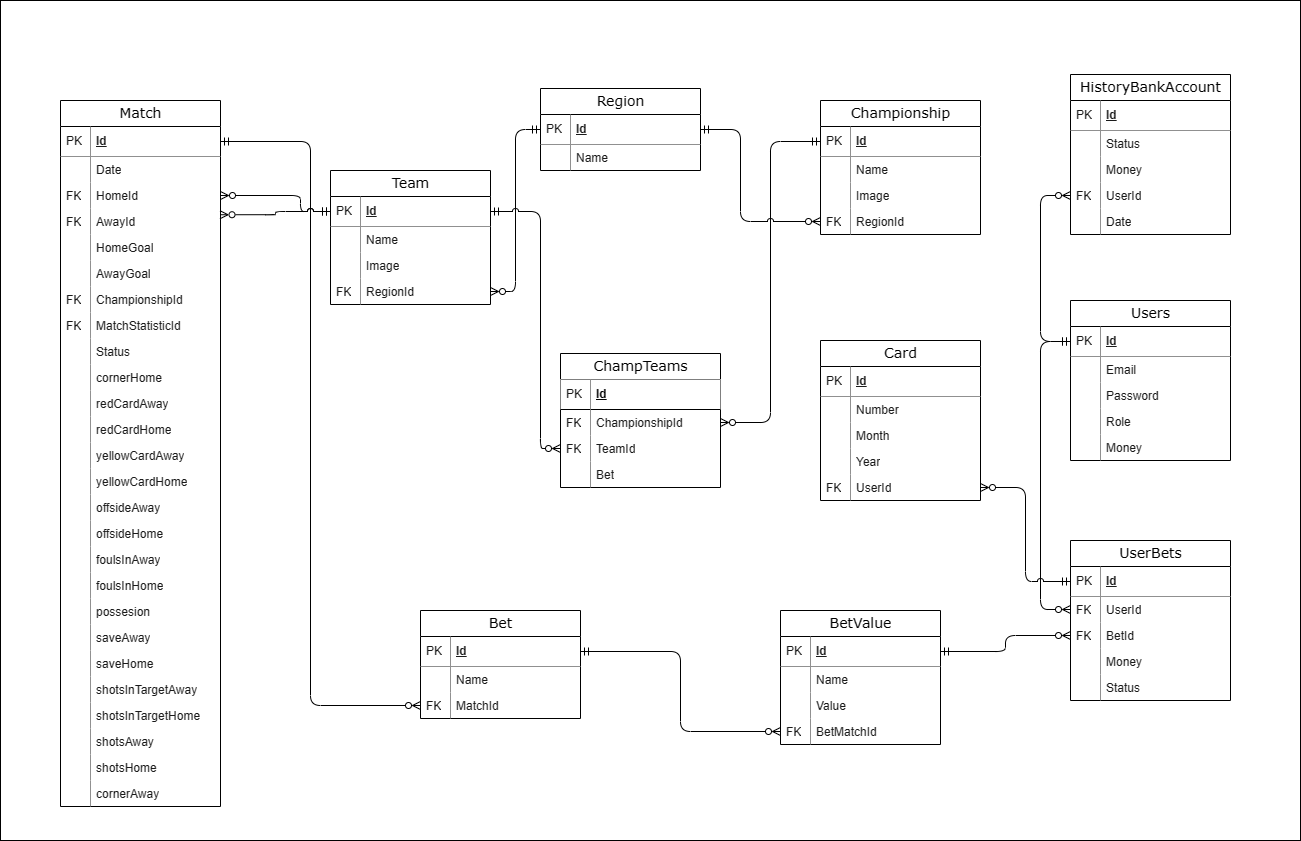 Match
PK Id
Date
FK HomeId
FK AwayId
HomeGoal
AwayGoal
FK ChampionshipId
FK MatchStatisticId
Status
cornerHome
redCardAway
redCardHome
yellowCardAway
yellowCardHome
offsideAway
offsideHome
foulsInAway
foulsInHome
possesion
saveAway
saveHome
shotsInTargetAway
shotsInTargetHome
shotsAway
shotsHome
cornerAway
Team
PK Id
Name
Image
FK RegionId
Region
PK Id
Name
Championship
PK Id
Name
Image
FK RegionId
HistoryBankAccount
PK Id
Status
Money
FK UserId
Date
ChampTeams
PK Id
FK ChampionshipId
FK TeamId
Bet
Card
PK Id
Number
Month
Year
FK UserId
Users
PK Id
Email
Password
Role
Money
Bet
PK Id
Name
FK MatchId
BetValue
PK Id
Name
Value
FK BetMatchId
UserBets
PK Id
FK UserId
FK BetId
Money
Status